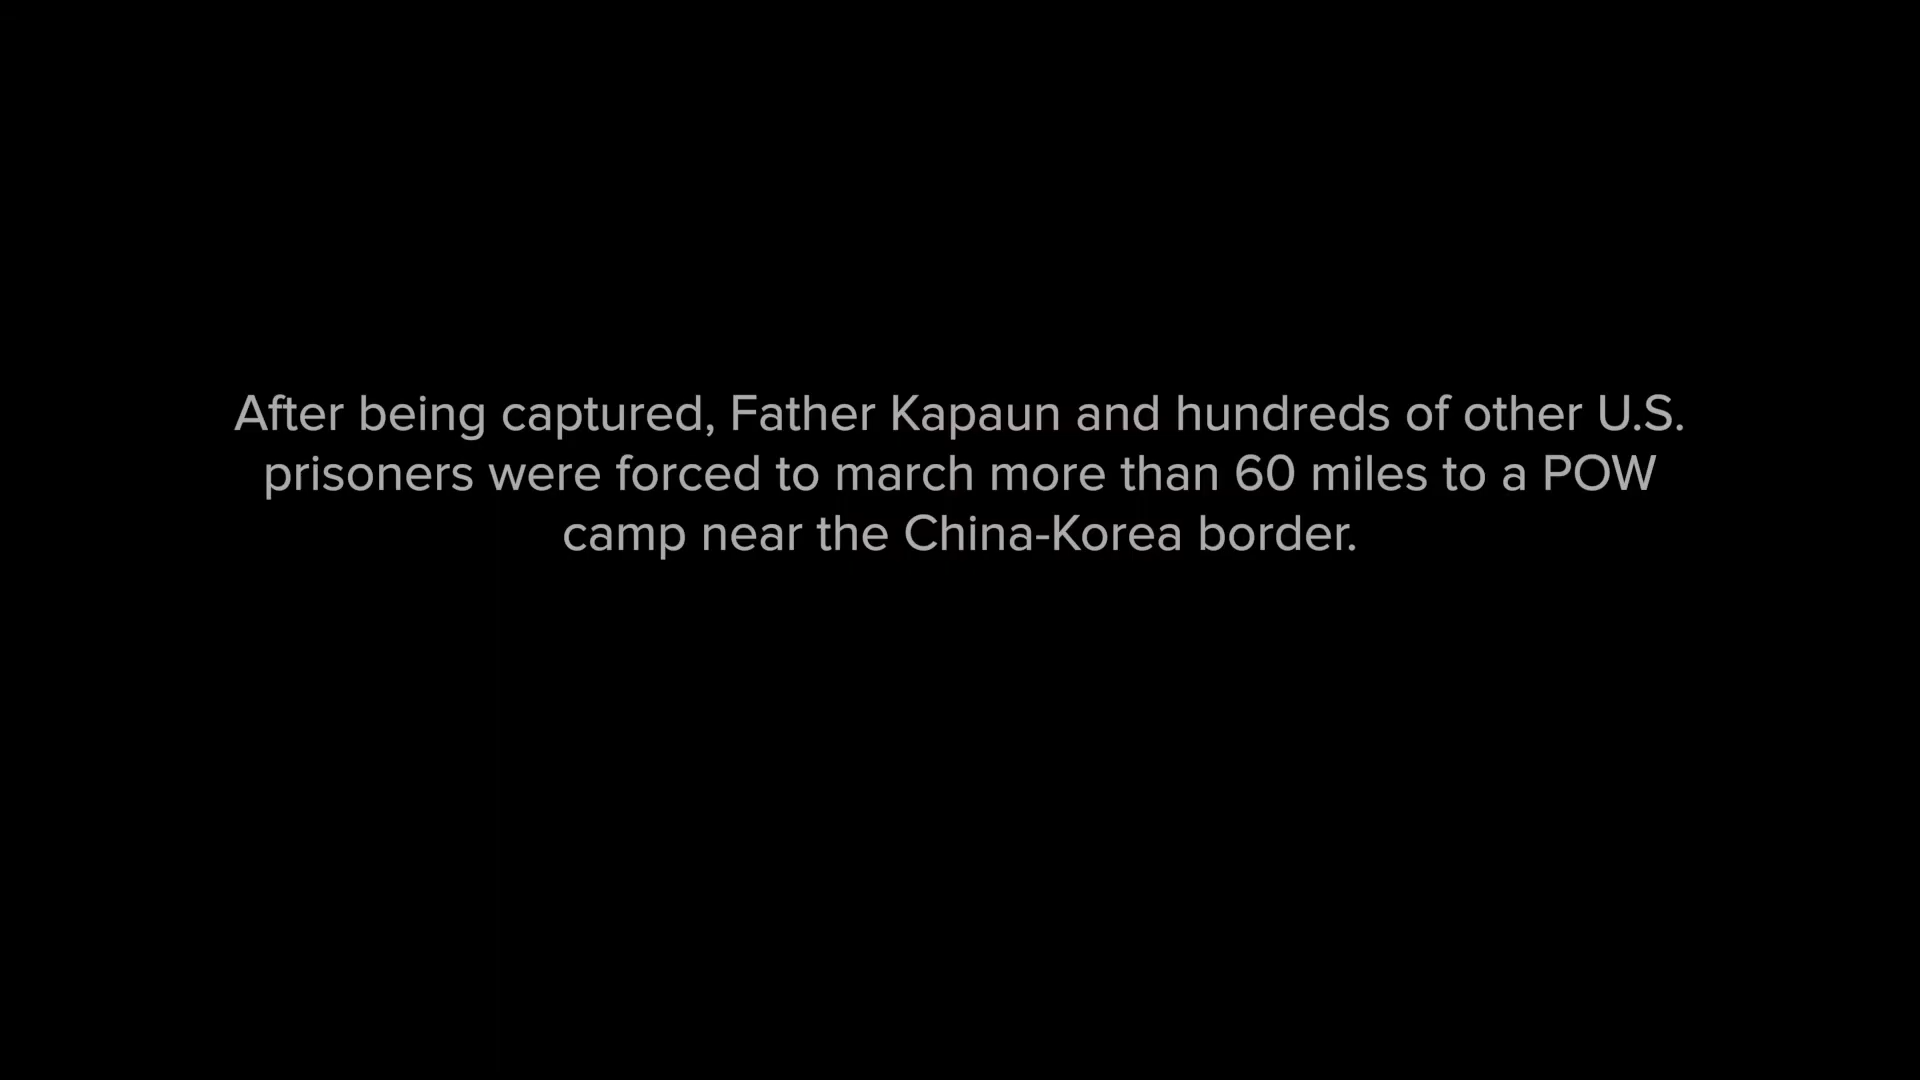 After being captured, Father Kapaun and hundreds of other U.S.
prisoners were forced to march more than 60 miles to a POW
camp near the China-Korea border.